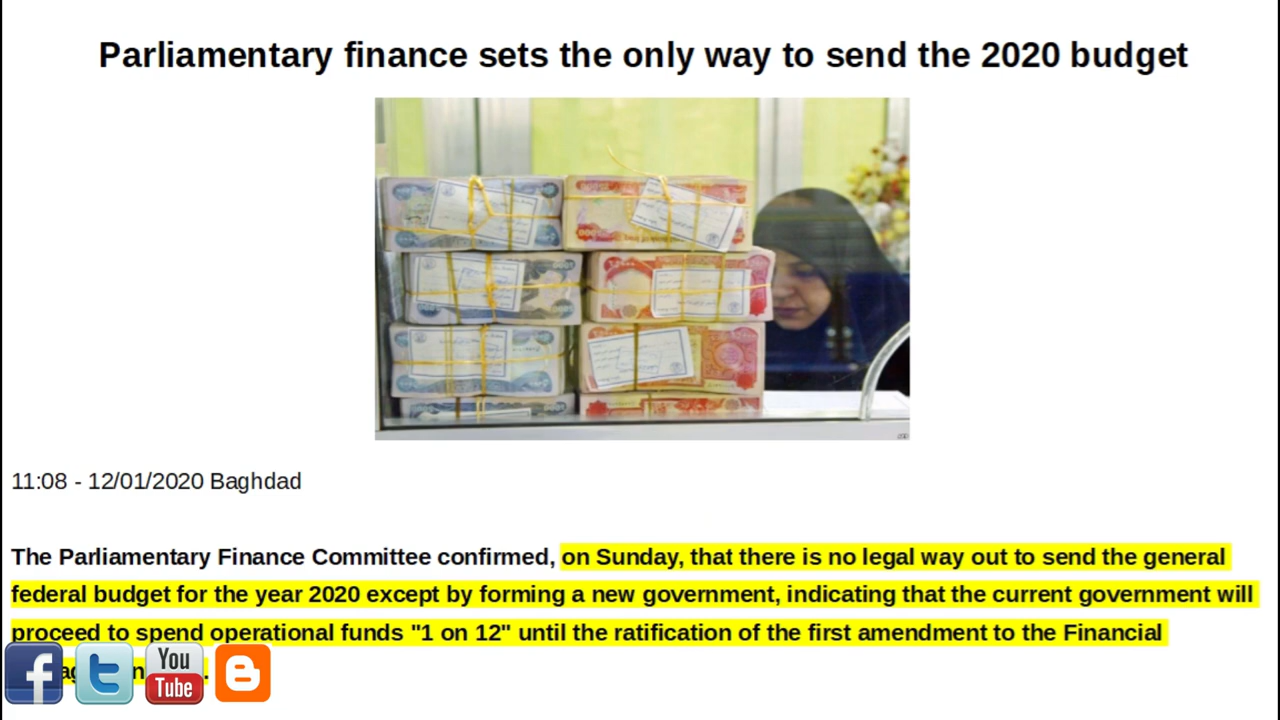 Parliamentary finance sets the only way to send the 2020 budget
11:08 - 12/01/2020 Baghdad
The Parliamentary Finance Committee confirmed, on Sunday, that there is no legal way out to send the general
federal budget for the year 2020 except by forming a new government, indicating that the current government will
proceed to spend operational funds "1 on 12" until the ratification of the first amendment to the Financial
You
Tube